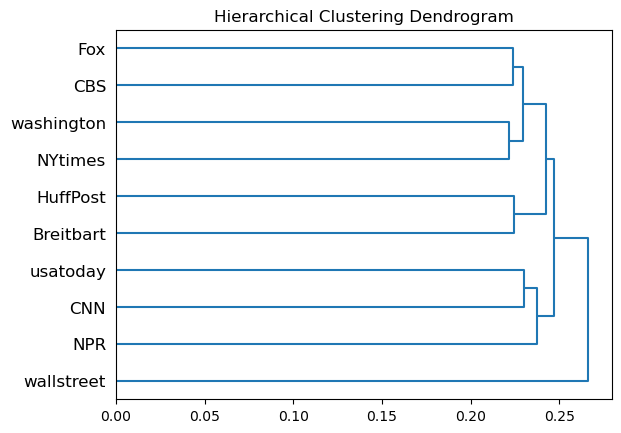 Hierarchical Clustering Dendrogram
Fox
CBS
washington
NYtimes
HuffPost
Breitbart
usatoday
CNN
NPR
wallstreet
0.00 0.05 0.10 0.15 0.20 0.25